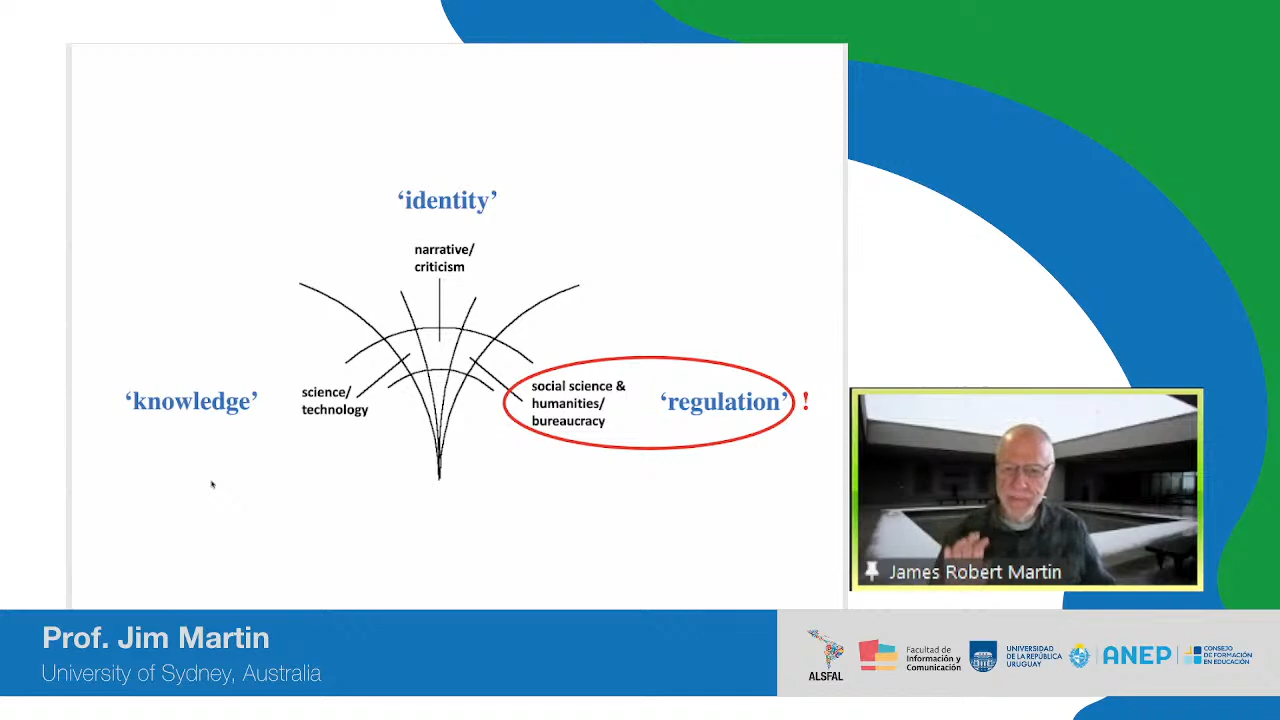 ‘identity’
narrative/
criticism
‘knowledge’
science/
technology
social science &
humanities/
bureaucracy
‘regulation’
!
James Robert Martin
Prof. Jim Martin
University of Sydney, Australia
ALSFAL
Facultad de
Información y
Comunicación
UNIVERSIDAD
DE LA REPÚBLICA
URUGUAY
ANEP
CONSEJO
DE FORMACIÓN
EN EDUCACIÓN